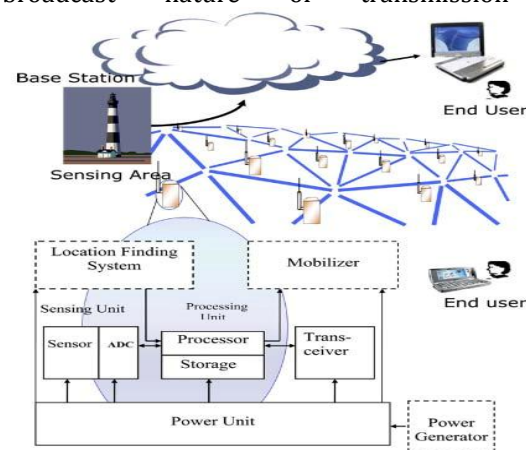 broadcast nature of transmission
Base Station
End User
Sensing Area
Location Finding
System
Mobilizer
End user
Sensing Unit
Processing
Unit
Sensor
ADC
Processor
Storage
Trans-
ceiver
Power Unit
Power
Generator